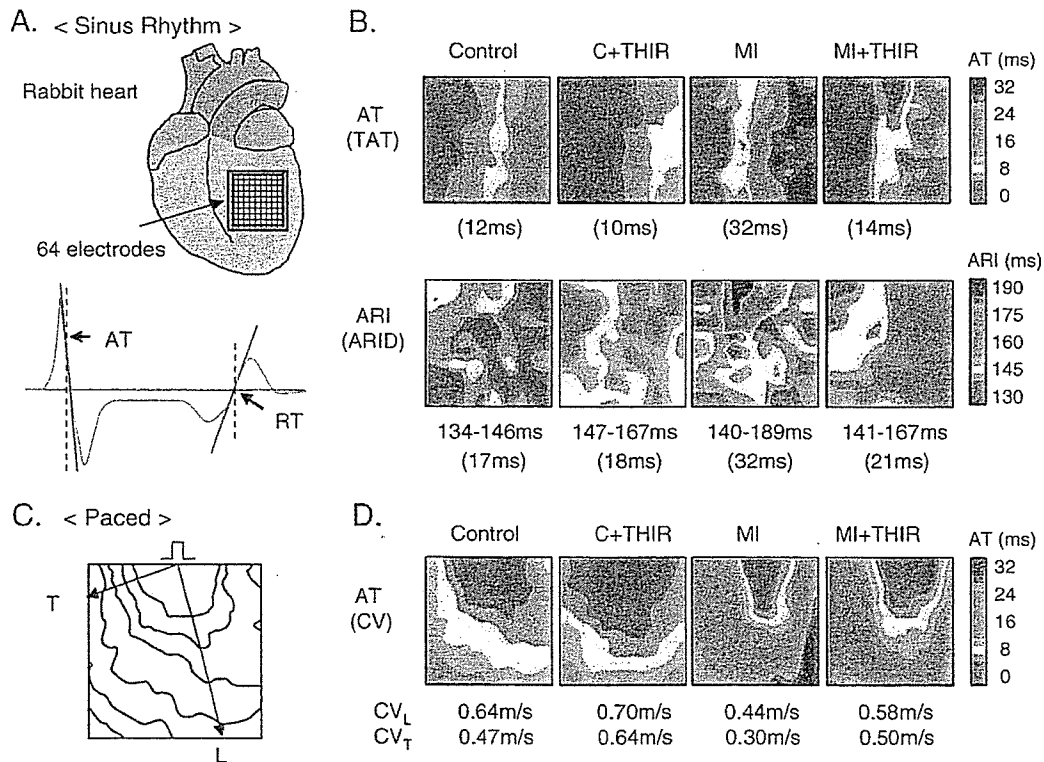 A. < Sinus Rhythm >
Rabbit heart
64 electrodes
AT
RT
B.
Control C+THIR MI MI+THIR
AT
(TAT)
AT (ms)
32
24
16
8
0
(12ms) (10ms) (32ms) (14ms)
ARI
(ARID)
ARI (ms)
190
175
160
145
130
134-146ms 147-167ms 140-189ms 141-167ms
(17ms) (18ms) (32ms) (21ms)
C. < Paced >
T
L
D.
Control C+THIR MI MI+THIR
AT
(CV)
AT (ms)
32
24
16
8
0
CVL 0.64m/s 0.70m/s 0.44m/s 0.58m/s
CVT 0.47m/s 0.64m/s 0.30m/s 0.50m/s